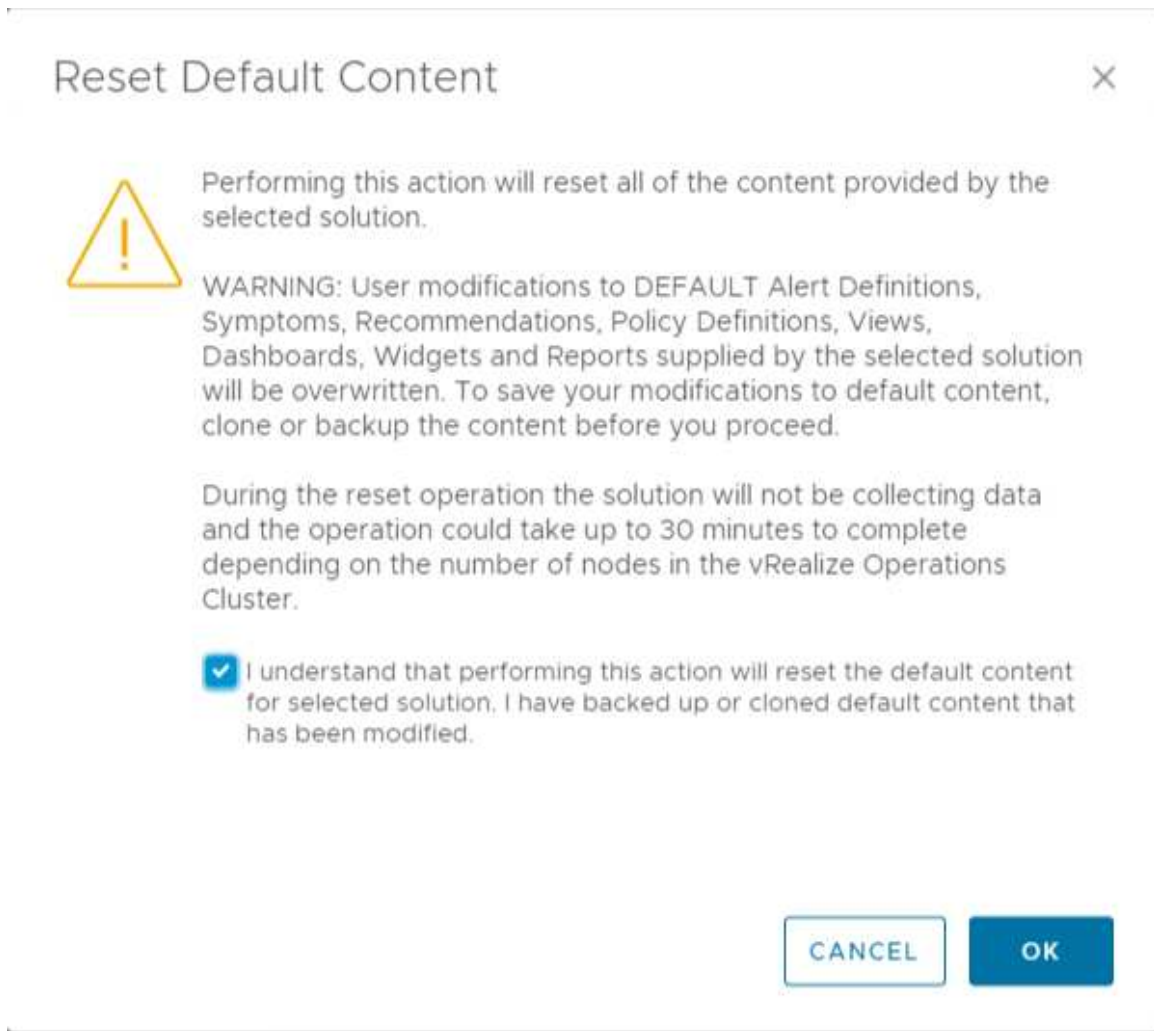 Reset Default Content
Performing this action will reset all of the content provided by the
selected solution.
WARNING: User modifications to DEFAULT Alert Definitions,
Symptoms, Recommendations, Policy Definitions, Views,
Dashboards, Widgets and Reports supplied by the selected solution
will be overwritten. To save your modifications to default content,
clone or backup the content before you proceed.
During the reset operation the solution will not be collecting data
and the operation could take up to 30 minutes to complete
depending on the number of nodes in the vRealize Operations
Cluster.
I understand that performing this action will reset the default content
for selected solution. I have backed up or cloned default content that
has been modified.
CANCEL
OK